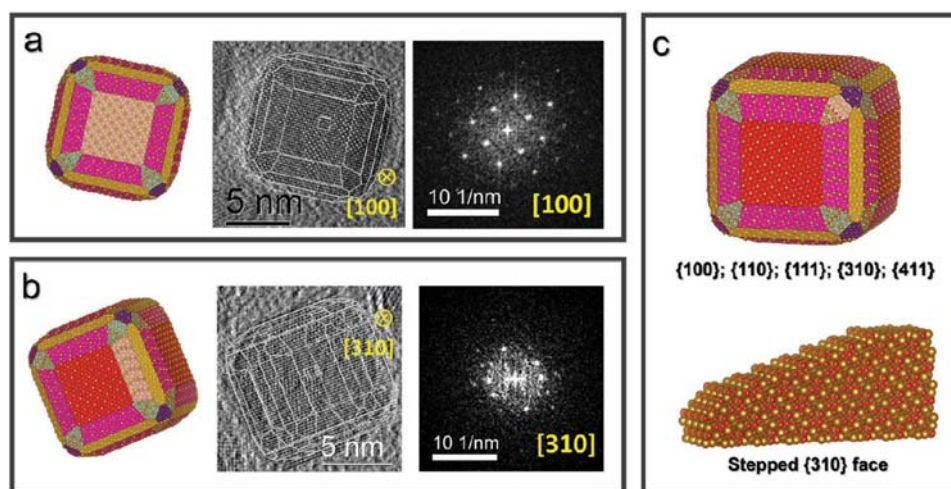 a
5 nm
[100]
10 1/nm
[100]
b
[310]
5 nm
10 1/nm
[310]
c
{100}; {110}; {111}; {310}; {411}
Stepped {310} face